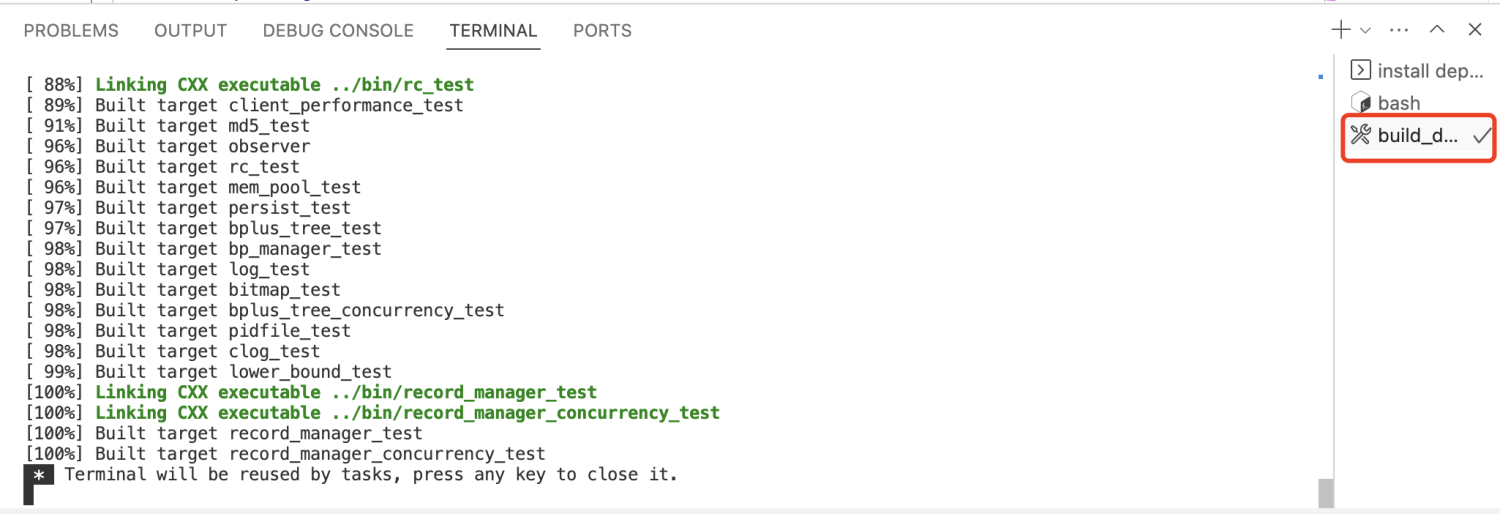 PROBLEMS OUTPUT DEBUG CONSOLE TERMINAL PORTS
[ 88%] Linking CXX executable ../bin/rc_test
[ 89%] Built target client_performance_test
[ 91%] Built target md5_test
[ 96%] Built target observer
[ 96%] Built target rc_test
[ 96%] Built target mem_pool_test
[ 97%] Built target persist_test
[ 97%] Built target bplus_tree_test
[ 98%] Built target bp_manager_test
[ 98%] Built target log_test
[ 98%] Built target bitmap_test
[ 98%] Built target bplus_tree_concurrency_test
[ 98%] Built target pidfile_test
[ 98%] Built target clog_test
[ 99%] Built target lower_bound_test
[100%] Linking CXX executable ../bin/record_manager_test
[100%] Linking CXX executable ../bin/record_manager_concurrency_test
[100%] Built target record_manager_test
[100%] Built target record_manager_concurrency_test
* Terminal will be reused by tasks, press any key to close it.
install dep...
bash
build_d...